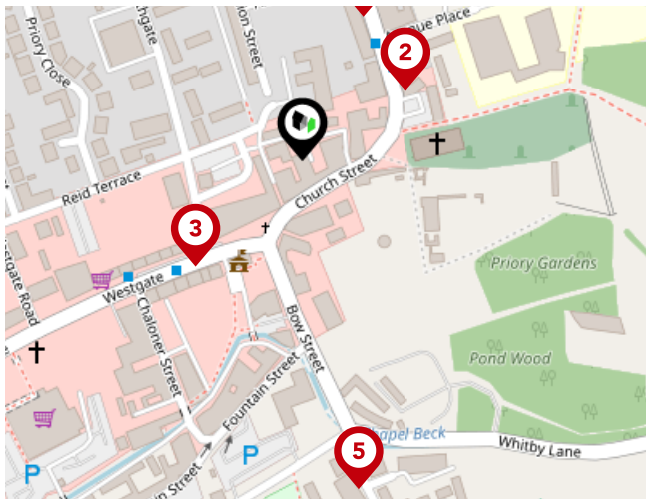 Priory Close
2
Reid Terrace
Church Street
3
Westgate
Priory Gardens
Chaloner Street
Bow Street
Pond Wood
Fountain Street
Chapel Beck
Whitby Lane
5
P
P